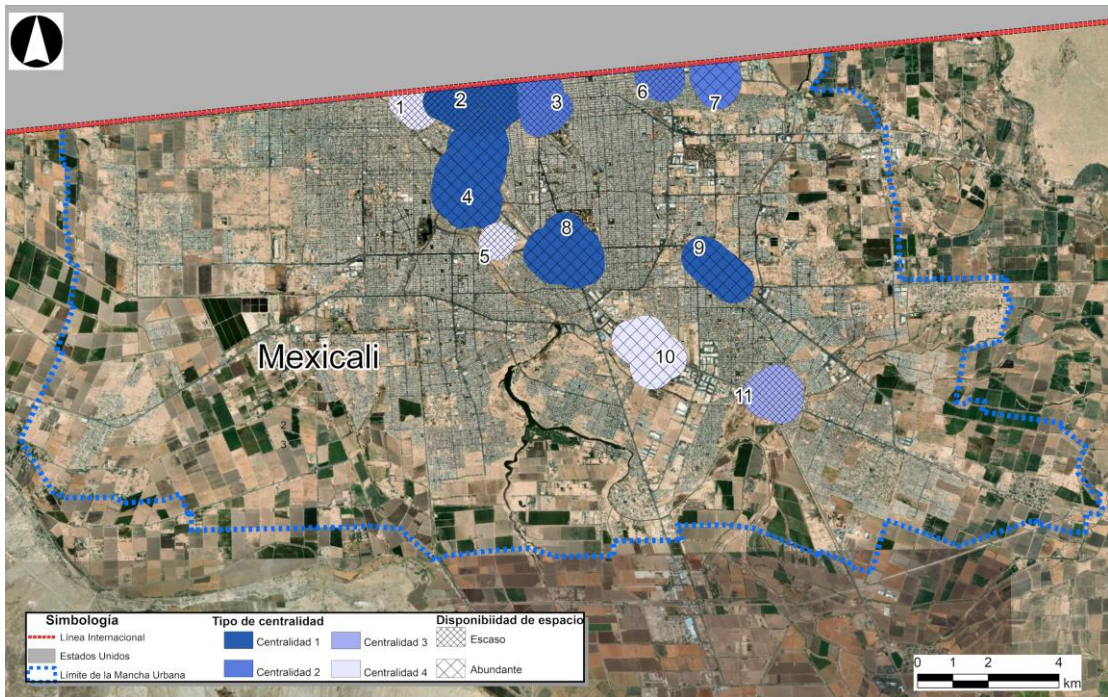 1
2
3
6
7
4
5
8
9
Mexicali
10
11
2
3
Simbología
Línea Internacional
Estados Unidos
Límite de la Mancha Urbana
Tipo de centralidad
Centralidad 1
Centralidad 3
Centralidad 2
Centralidad 4
Disponibiidad de espacio
Escaso
Abundante
0 1 2 4
km